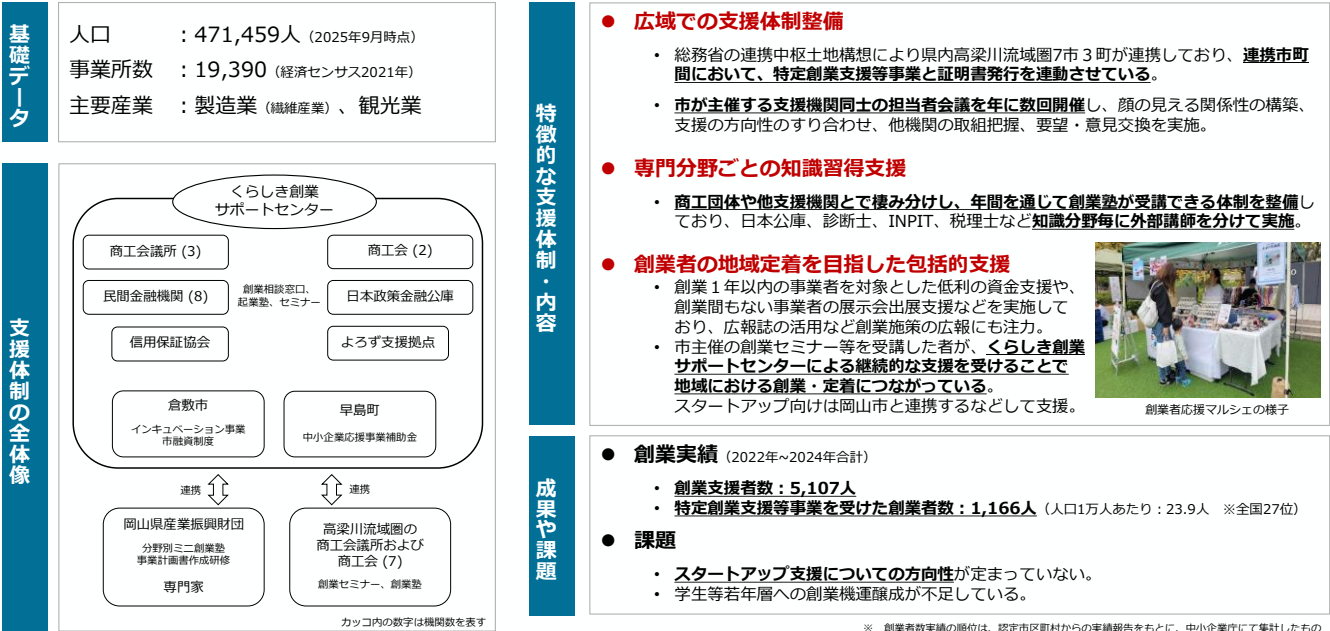 基礎データ
人口 ：471,459人（2025年9月時点）
事業所数 ：19,390（経済センサス2021年）
主要産業 ：製造業（繊維産業）、観光業
支援体制の全体像
くらしき創業
サポートセンター
商工会議所 (3)
商工会 (2)
民間金融機関 (8)
創業相談窓口、
起業塾、セミナー
日本政策金融公庫
信用保証協会
よろず支援拠点
倉敷市
インキュベーション事業
市融資制度
早島町
中小企業応援事業補助金
連携
連携
岡山県産業振興財団
分野別ミニ創業塾
事業計画書作成研修
専門家
高梁川流域圏の
商工会議所および
商工会 (7)
創業セミナー、創業塾
カッコ内の数字は機関数を表す
特徴的な支援体制・内容
● 広域での支援体制整備
・ 総務省の連携中枢土地構想により県内高梁川流域圏7市３町が連携しており、連携市町
間において、特定創業支援等事業と証明書発行を連動させている。
・ 市が主催する支援機関同士の担当者会議を年に数回開催し、顔の見える関係性の構築、
支援の方向性のすり合わせ、他機関の取組把握、要望・意見交換を実施。
● 専門分野ごとの知識習得支援
・ 商工団体や他支援機関とで棲み分けし、年間を通じて創業塾が受講できる体制を整備し
ており、日本公庫、診断士、INPIT、税理士など知識分野毎に外部講師を分けて実施。
● 創業者の地域定着を目指した包括的支援
・ 創業１年以内の事業者を対象とした低利の資金支援や、
創業間もない事業者の展示会出展支援などを実施して
おり、広報誌の活用など創業施策の広報にも注力。
・ 市主催の創業セミナー等を受講した者が、くらしき創業
サポートセンターによる継続的な支援を受けることで
地域における創業・定着につながっている。
スタートアップ向けは岡山市と連携するなどして支援。
創業者応援マルシェの様子
成果や課題
● 創業実績（2022年~2024年合計）
・ 創業支援者数：5,107人
・ 特定創業支援等事業を受けた創業者数：1,166人（人口1万人あたり：23.9人 ※全国27位）
● 課題
・ スタートアップ支援についての方向性が定まっていない。
・ 学生等若年層への創業機運醸成が不足している。
※ 創業者数実績の順位は、認定市区町村からの実績報告をもとに、中小企業庁にて集計したもの